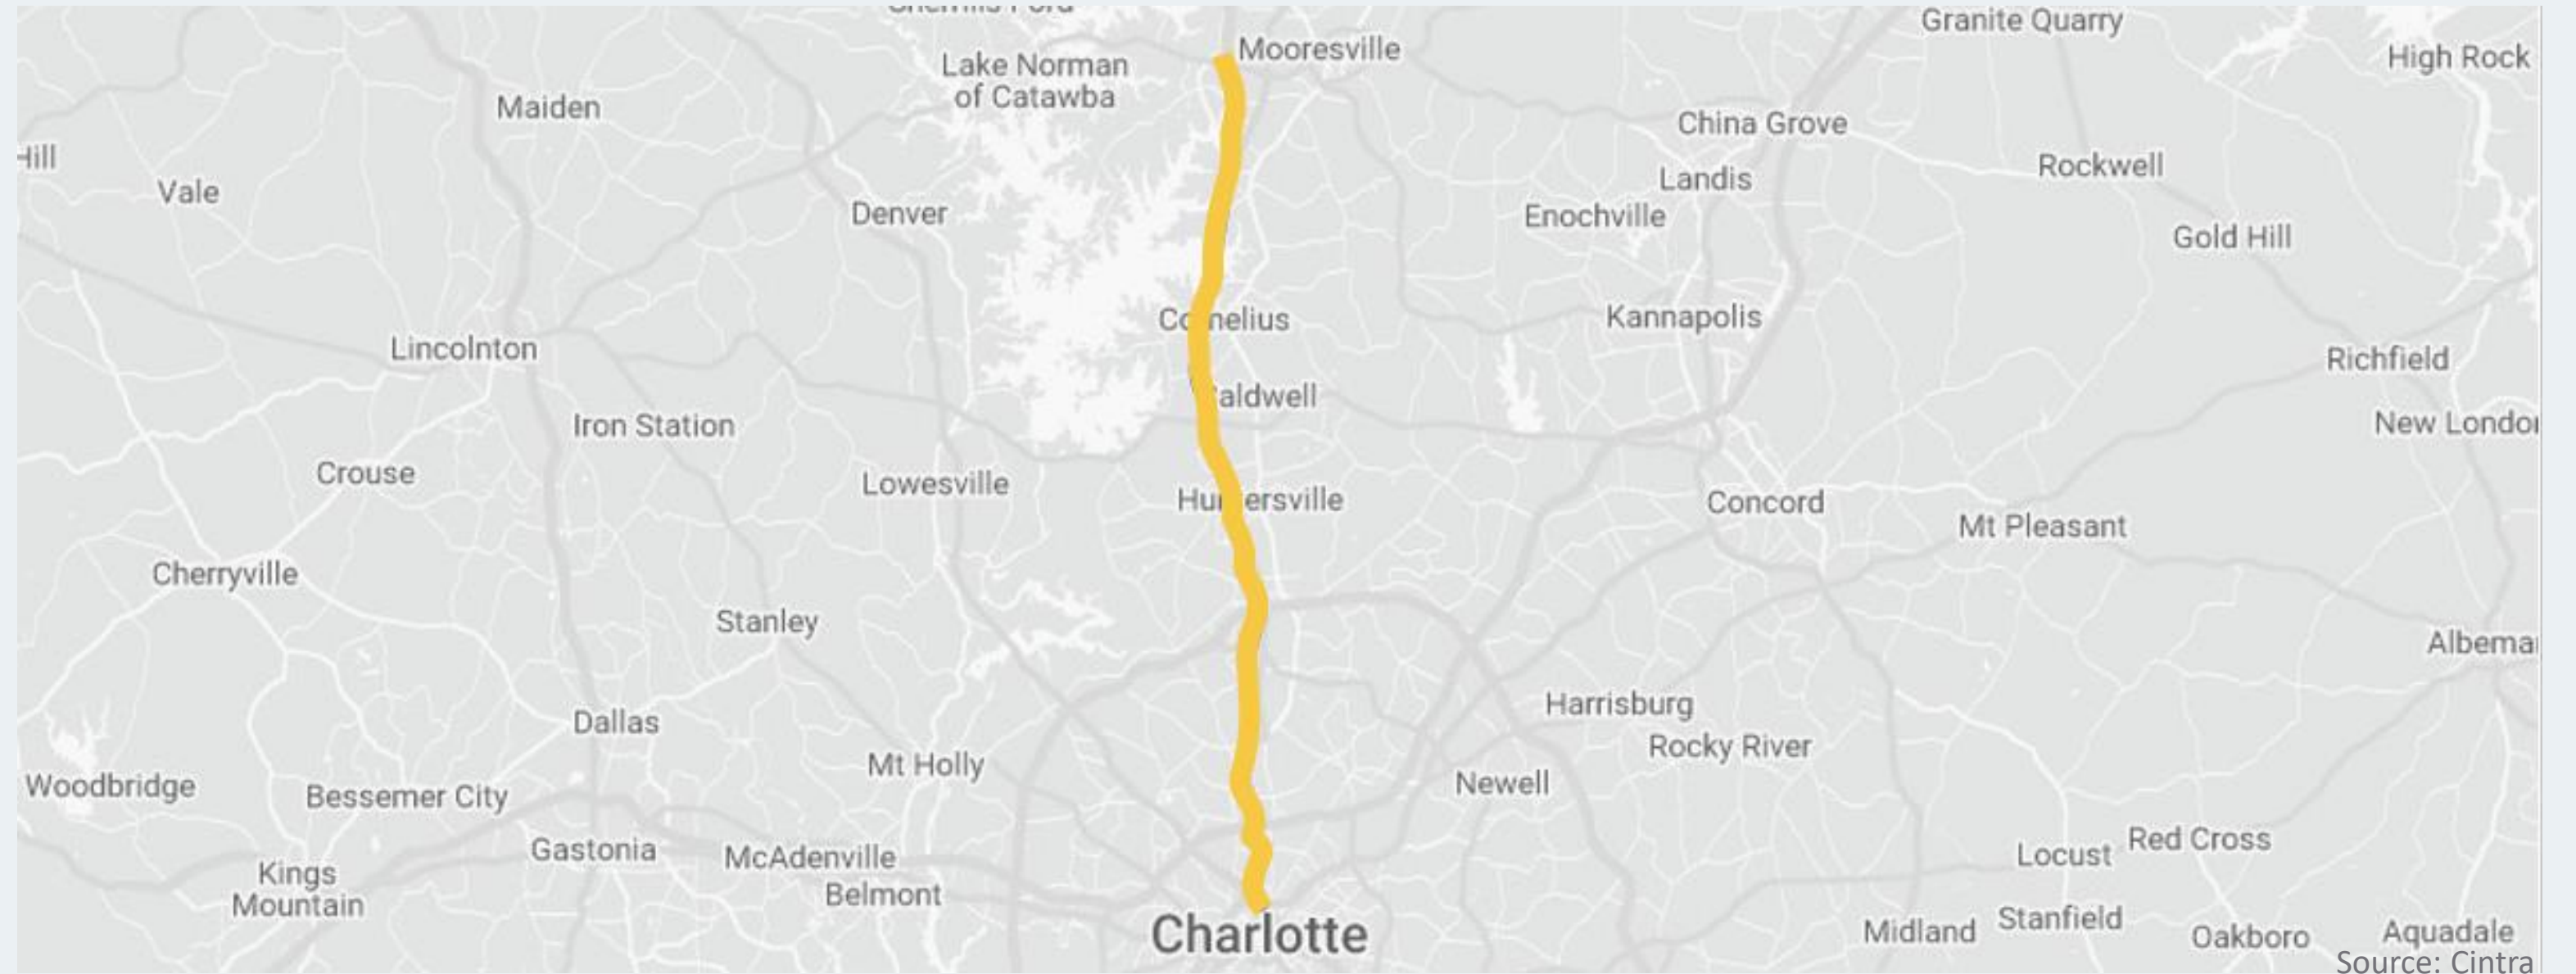 Granite Quarry
Mooresville
High Rock
Lake Norman
of Catawba
Maiden
China Grove
Rockwell
Landis
Vale
Denver
Enochville
Gold Hill
Cornelius
Kannapolis
Lincolnton
Richfield
aldwell
New London
Iron Station
Crouse
Lowesville
Huntersville
Concord
Mt Pleasant
Cherryville
Stanley
Albema
Harrisburg
Dallas
Rocky River
Mt Holly
Newell
Woodbridge
Bessemer City
Red Cross
Gastonia
McAdenville
Locust
Kings
Mountain
Belmont
Stanfield
Charlotte
Midland
Oakboro
Aquadale
Source: Cintra